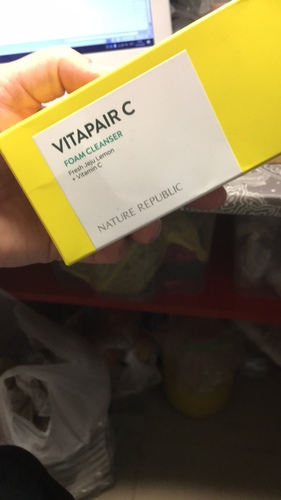 VITAPAIR C
FOAM CLEANSER
Fresh Jeju Lemon
+ Vitamin C
NATURE REPUBLIC